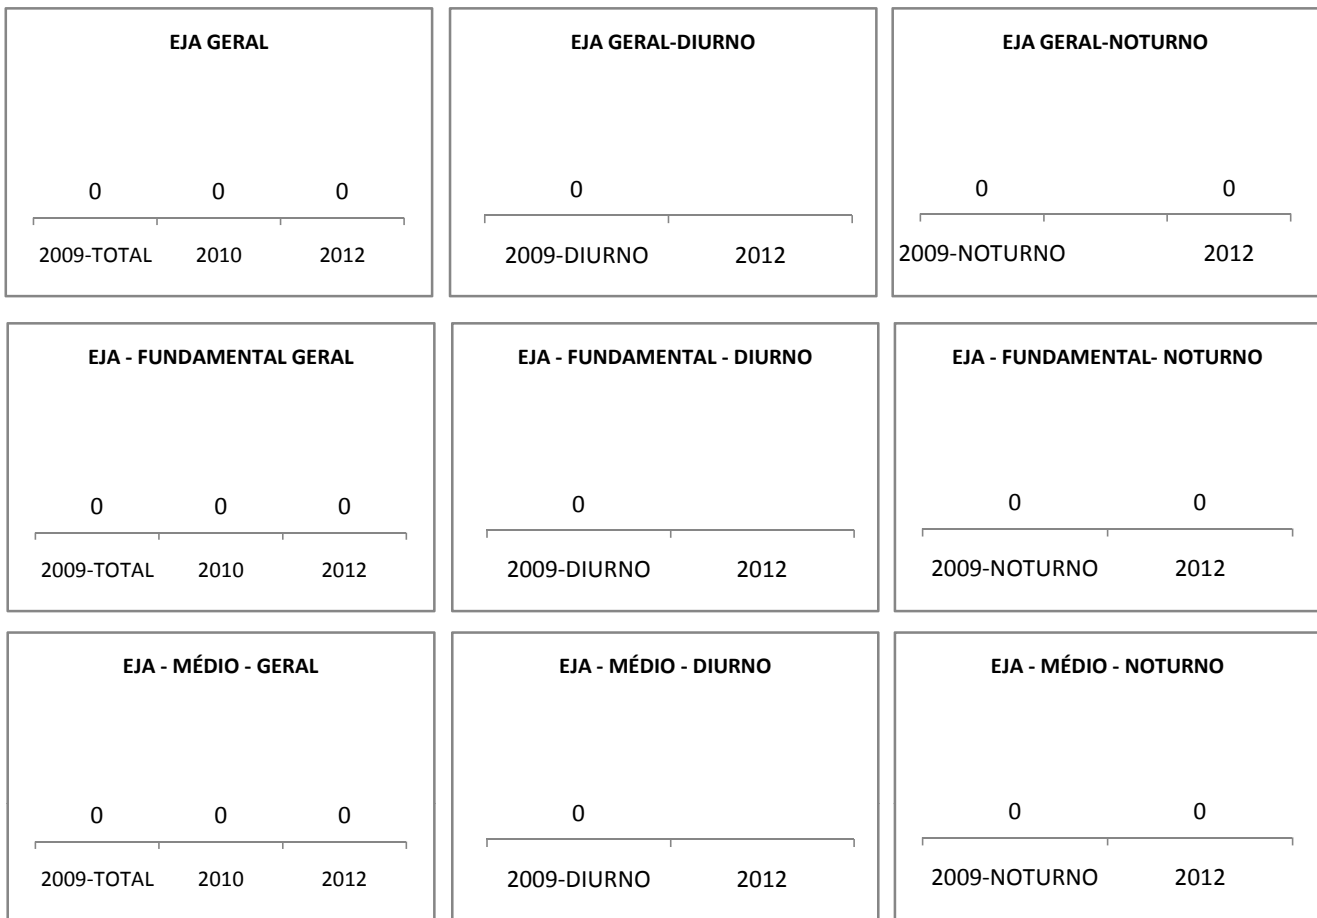 EJA GERAL
0 0 0
2009-TOTAL 2010 2012
EJA GERAL-DIURNO
0
2009-DIURNO 2012
EJA GERAL-NOTURNO
0 0
2009-NOTURNO 2012
EJA - FUNDAMENTAL GERAL
0 0 0
2009-TOTAL 2010 2012
EJA - FUNDAMENTAL - DIURNO
0
2009-DIURNO 2012
EJA - FUNDAMENTAL- NOTURNO
0 0
2009-NOTURNO 2012
EJA - MÉDIO - GERAL
0 0 0
2009-TOTAL 2010 2012
EJA - MÉDIO - DIURNO
0
2009-DIURNO 2012
EJA - MÉDIO - NOTURNO
0 0
2009-NOTURNO 2012